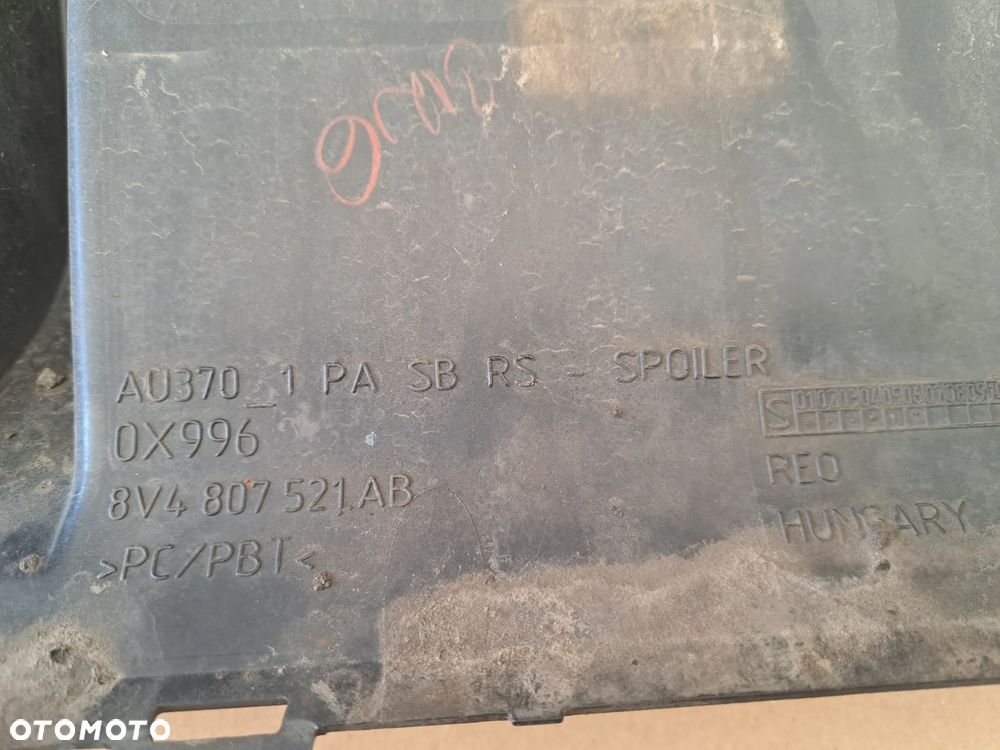 AU370_1 PA SB RS - SPOILER
0X996
8V4 807 521.AB
>PC/PBT<
S
REO
HUNGARY
OTOMOTO